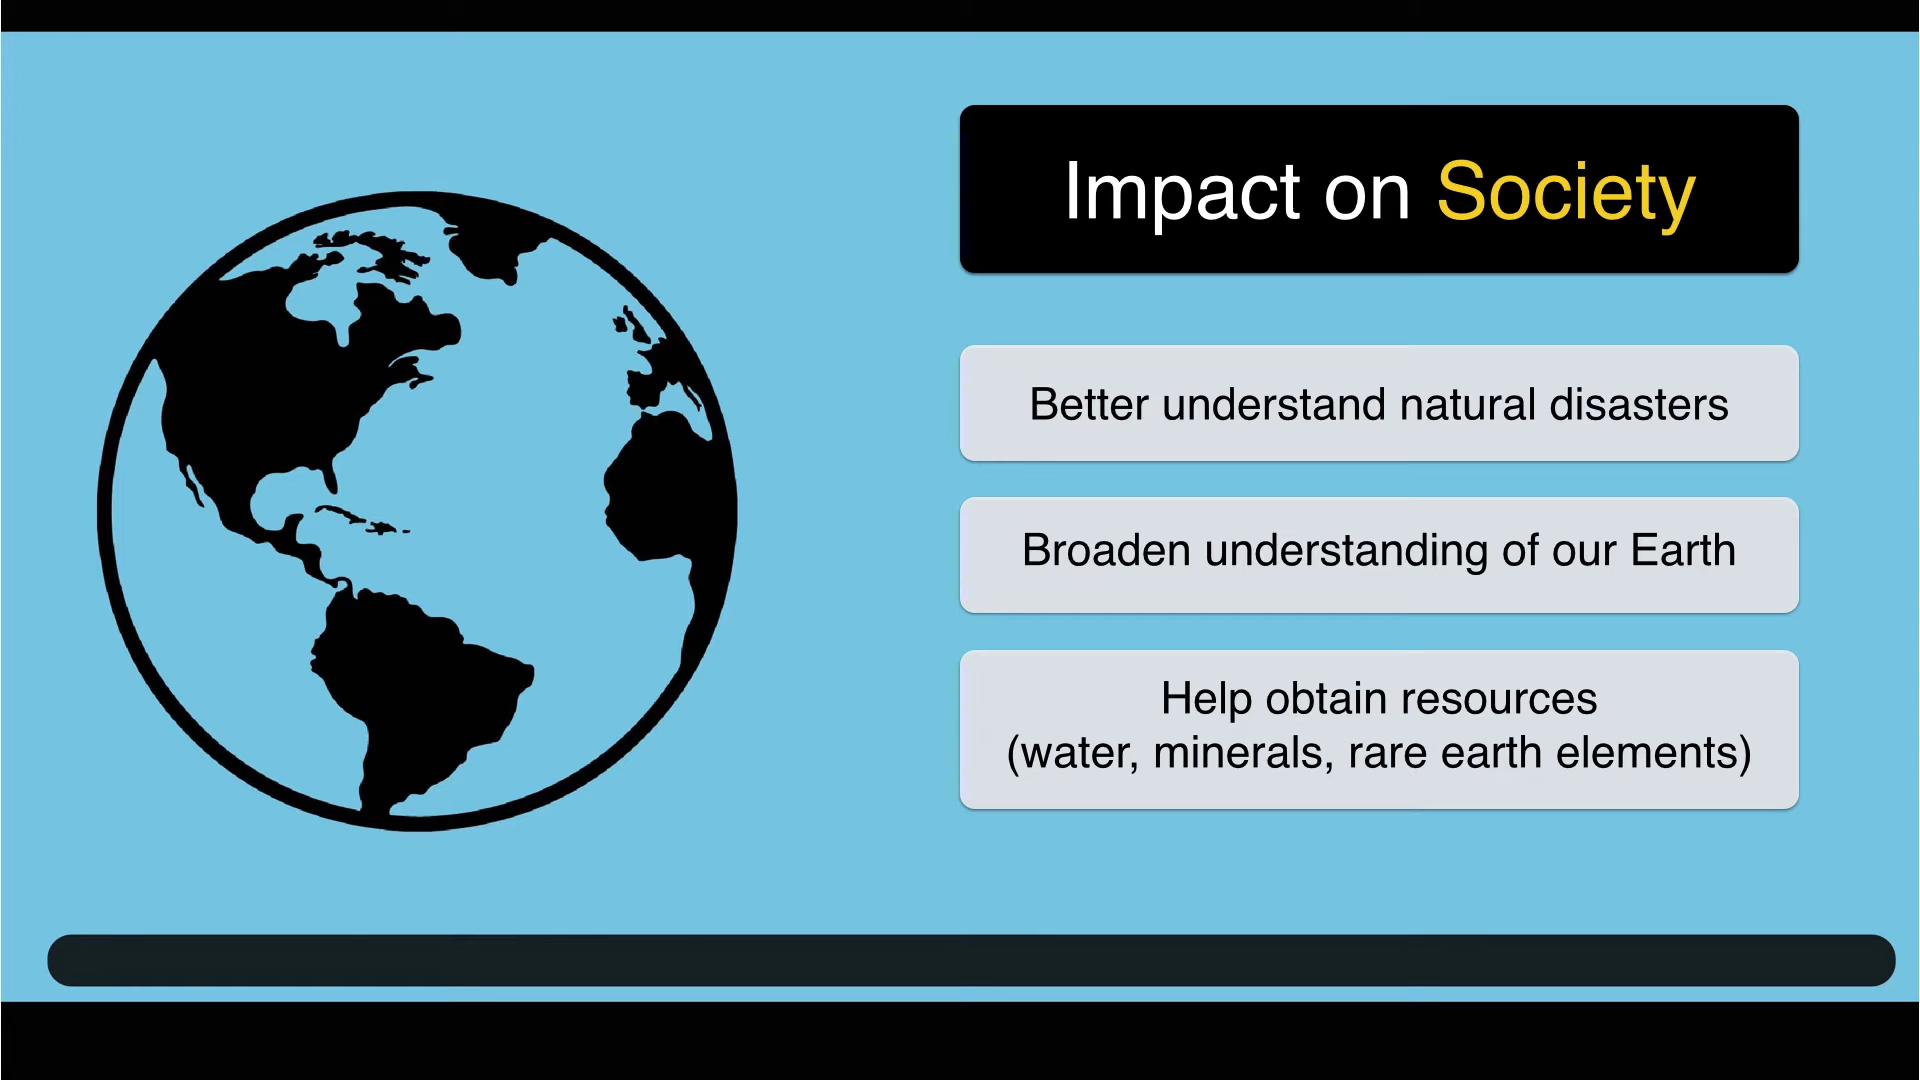 Impact on Society
Better understand natural disasters
Broaden understanding of our Earth
Help obtain resources
(water, minerals, rare earth elements)